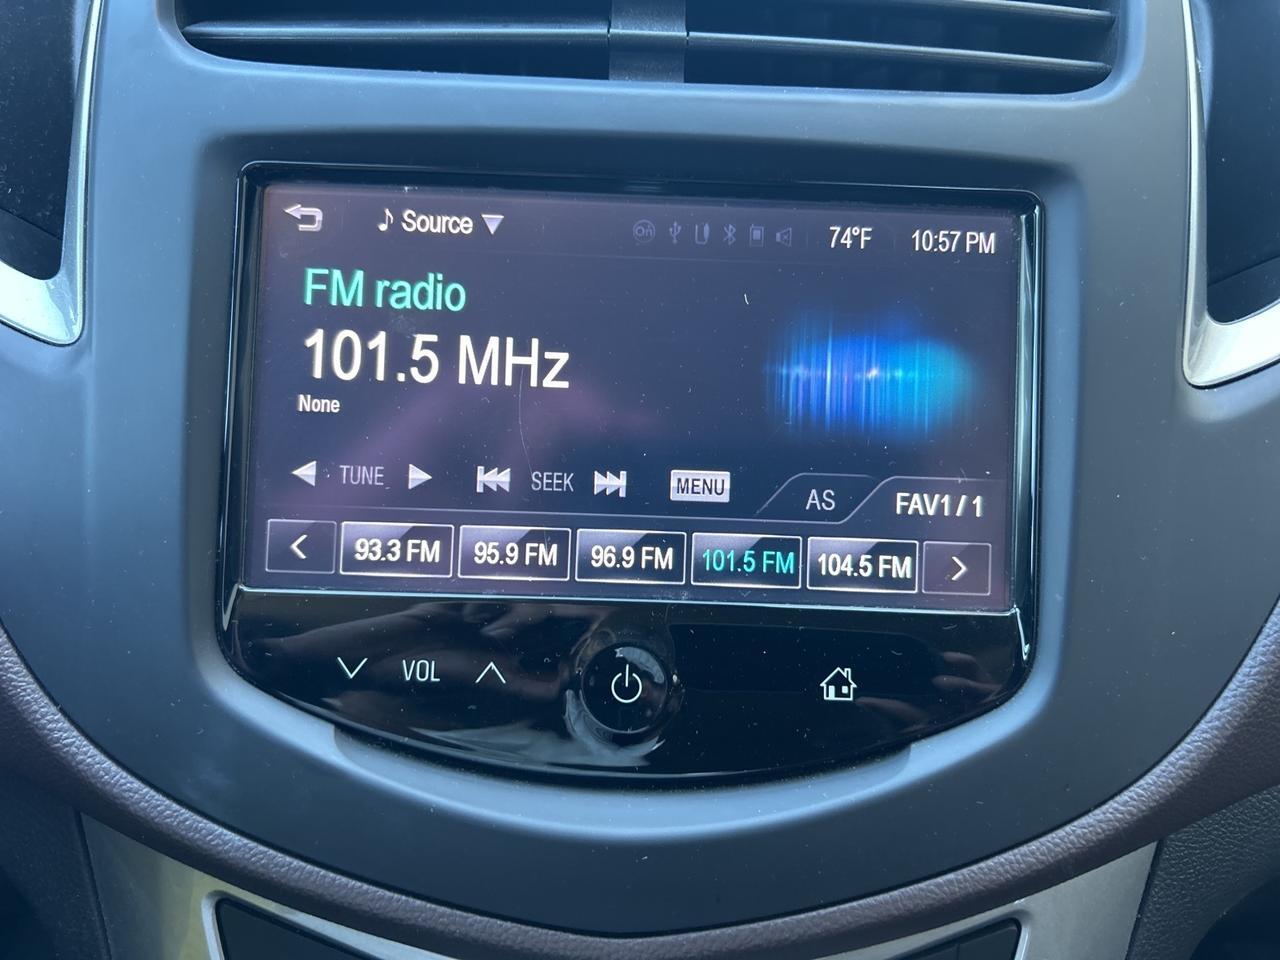 Source 74°F 10:57 PM
FM radio
101.5 MHz
None
TUNE SEEK MENU AS FAV1 / 1
93.3 FM 95.9 FM 96.9 FM 101.5 FM 104.5 FM
VOL